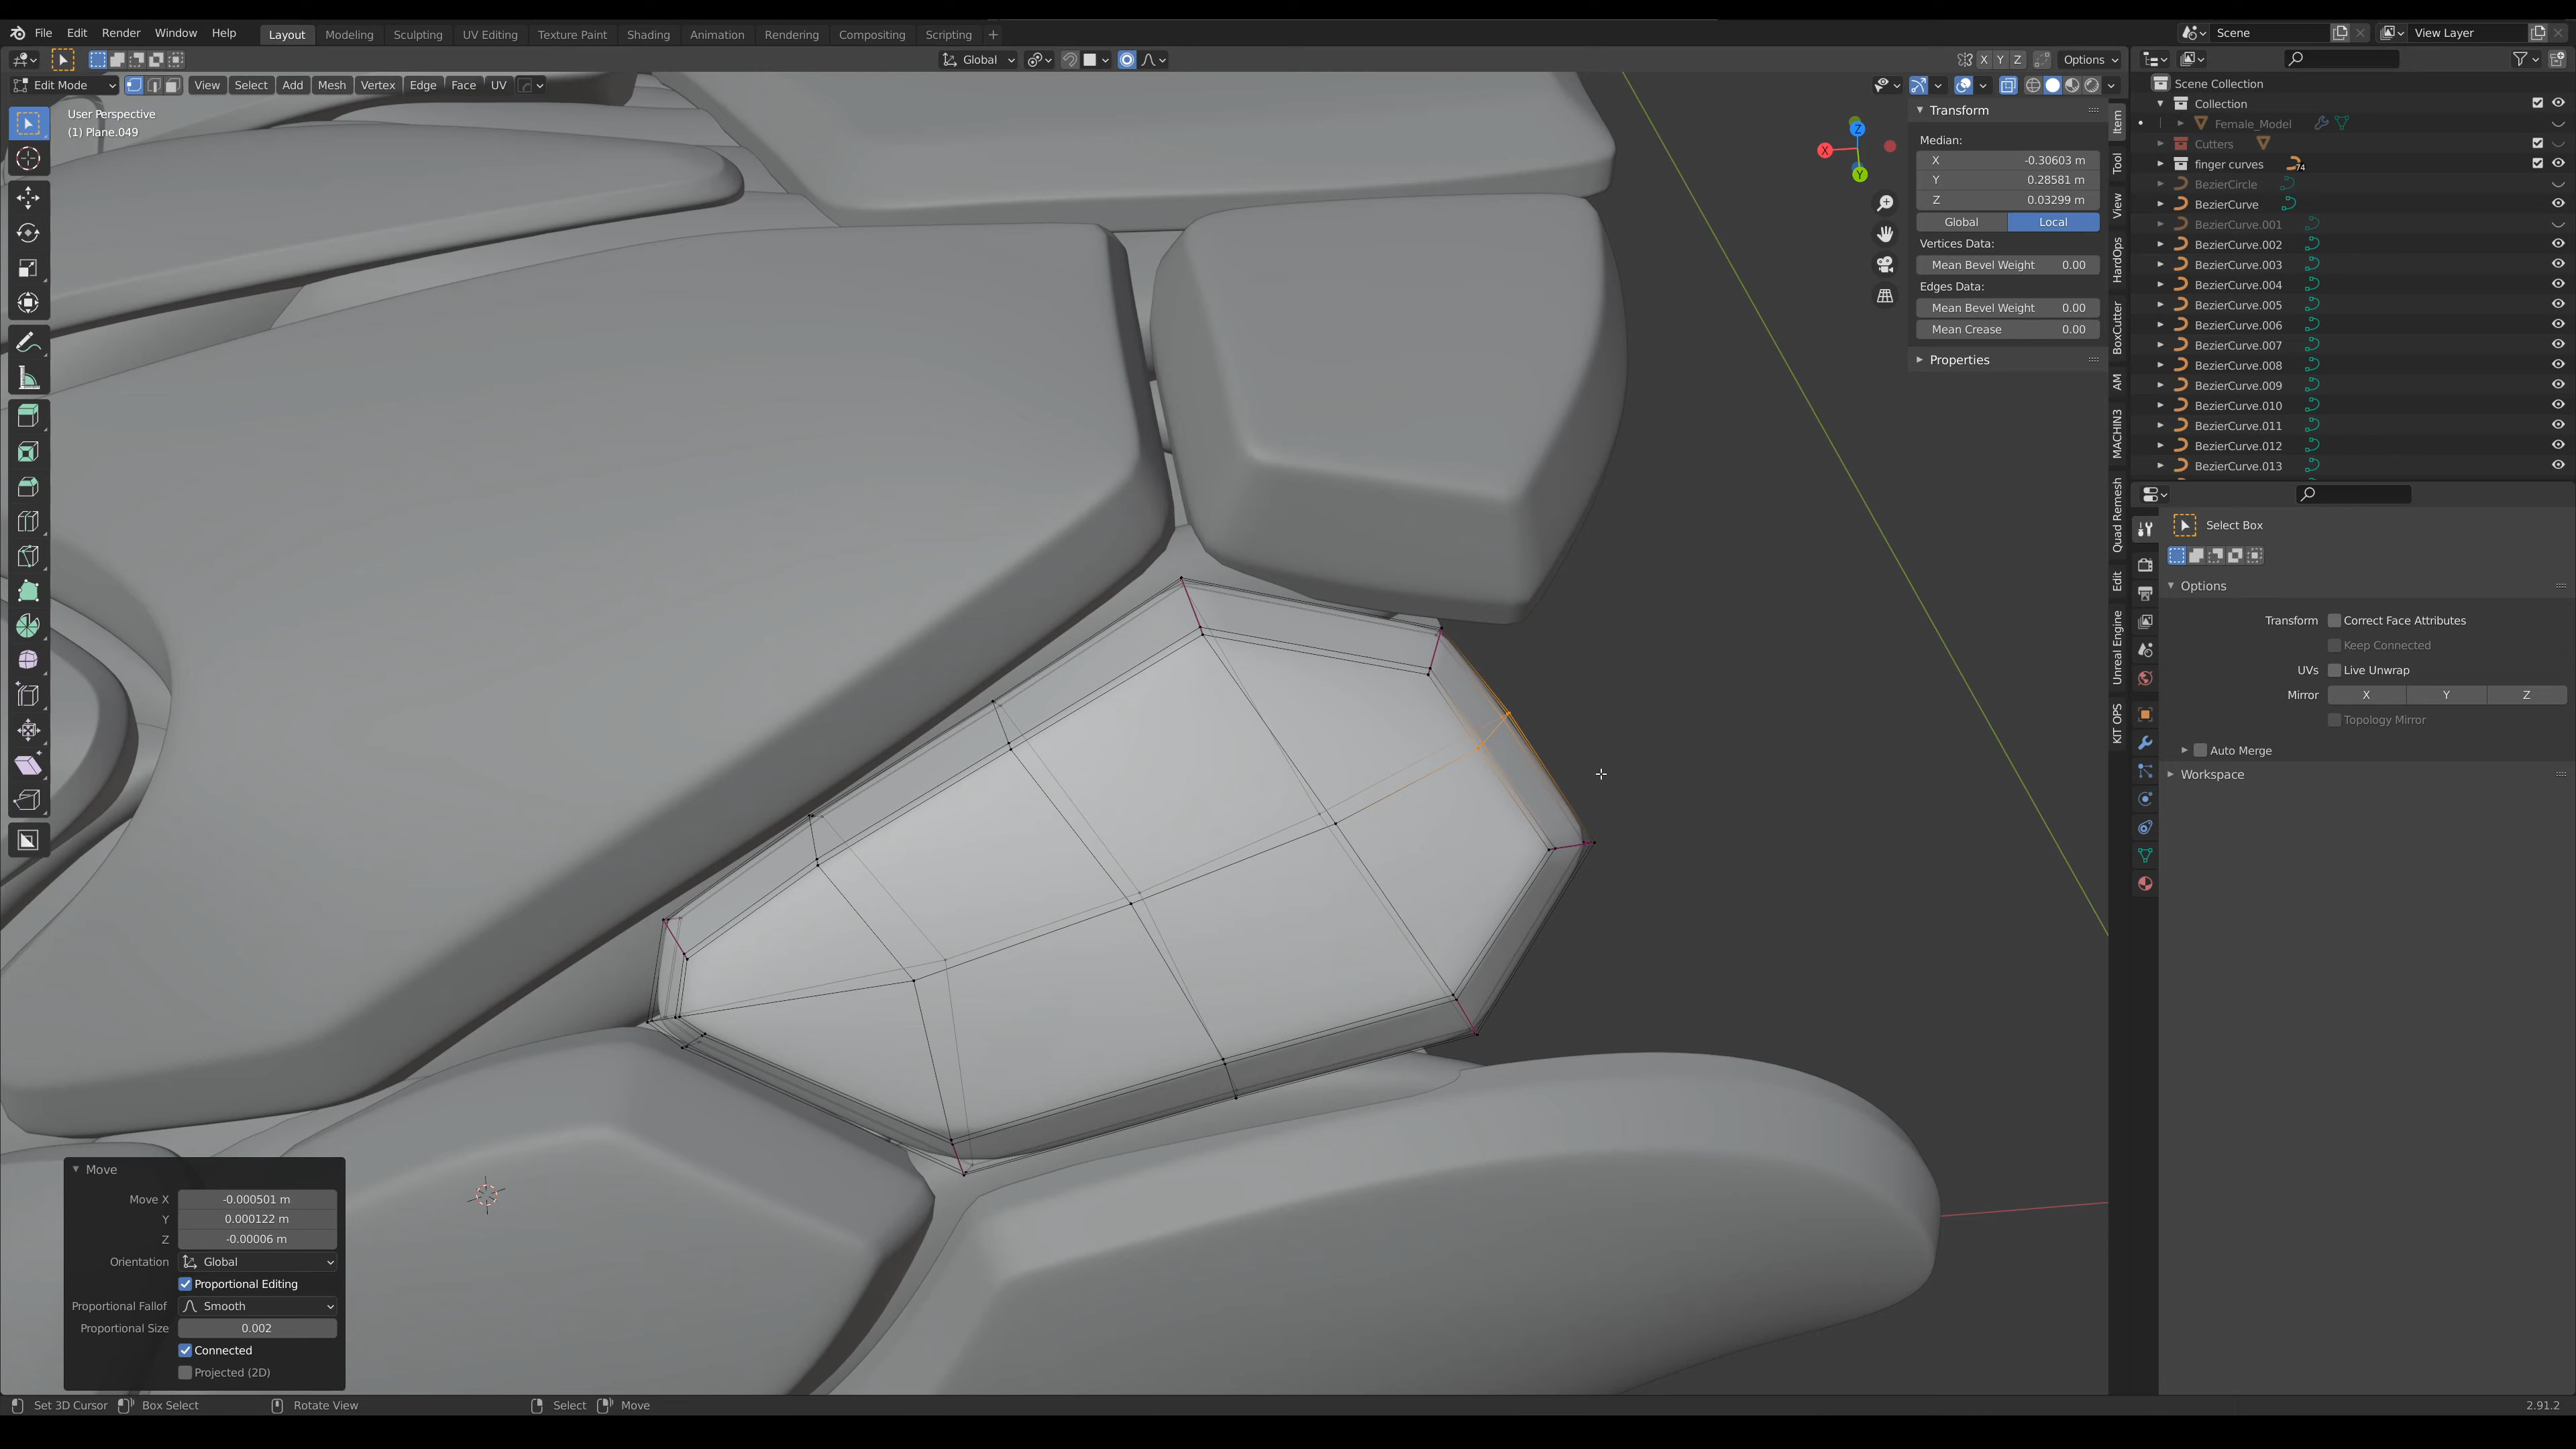 File Edit Render Window Help Layout Modeling Sculpting UV Editing Texture Paint Shading Animation Rendering Compositing Scripting + Scene View Layer
Global X Y Z Options
Edit Mode View Select Add Mesh Vertex Edge Face UV
User Perspective
(1) Plane.049
Transform
Median:
X -0.30603 m
Y 0.28581 m
Z 0.03299 m
Global Local
Vertices Data:
Mean Bevel Weight 0.00
Edges Data:
Mean Bevel Weight 0.00
Mean Crease 0.00
Properties
Item
Tool
View
HardOps
BoxCutter
AM
MACHIN3
Quad Remesh
Edit
Unreal Engine
KIT OPS
X
Z
Y
Scene Collection
Collection
Female_Model
Cutters
finger curves 74
BezierCircle
BezierCurve
BezierCurve.001
BezierCurve.002
BezierCurve.003
BezierCurve.004
BezierCurve.005
BezierCurve.006
BezierCurve.007
BezierCurve.008
BezierCurve.009
BezierCurve.010
BezierCurve.011
BezierCurve.012
BezierCurve.013
Select Box
Options
Transform Correct Face Attributes
Keep Connected
UVs Live Unwrap
Mirror X Y Z
Topology Mirror
Auto Merge
Workspace
Move
Move X -0.000501 m
Y 0.000122 m
Z -0.00006 m
Orientation Global
Proportional Editing
Proportional Fallof Smooth
Proportional Size 0.002
Connected
Projected (2D)
Set 3D Cursor Box Select Rotate View Select Move 2.91.2